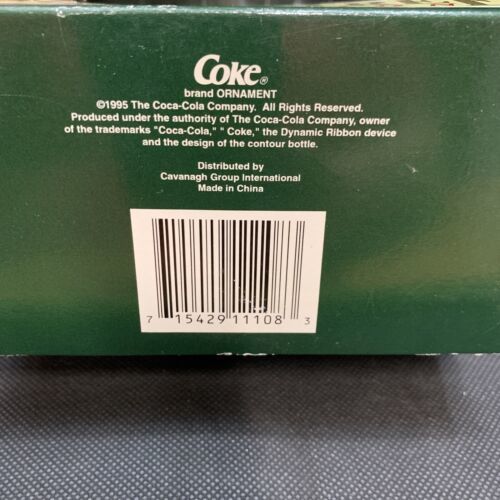 Coke®
brand ORNAMENT
©1995 The Coca-Cola Company. All Rights Reserved.
Produced under the authority of The Coca-Cola Company, owner
of the trademarks "Coca-Cola," " Coke," the Dynamic Ribbon device
and the design of the contour bottle.
Distributed by
Cavanagh Group International
Made in China
7 15429 11108 3